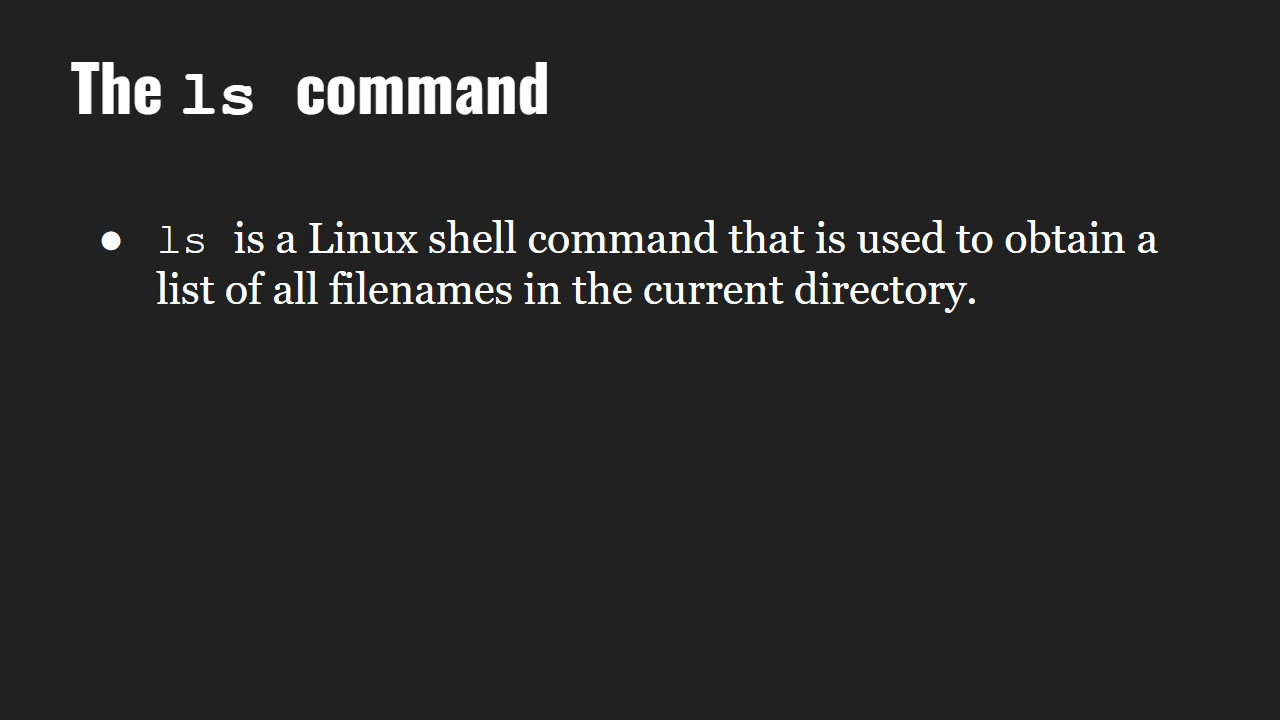 The ls command
● ls is a Linux shell command that is used to obtain a
list of all filenames in the current directory.